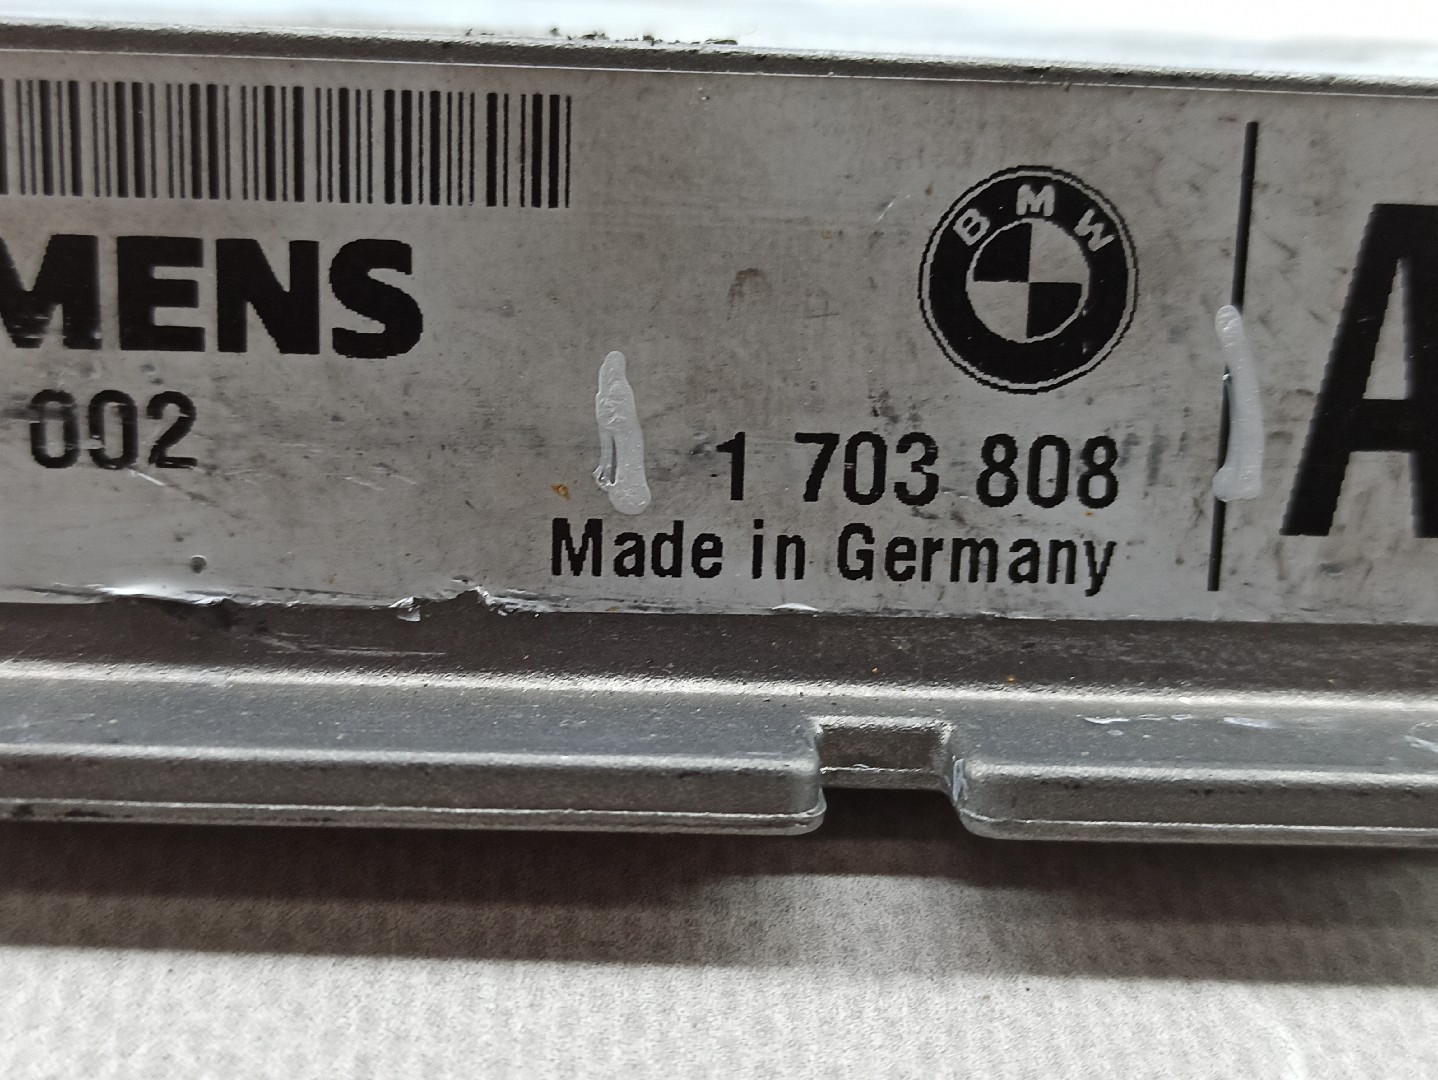 MENS
002
BMW
1 703 808
Made in Germany
A